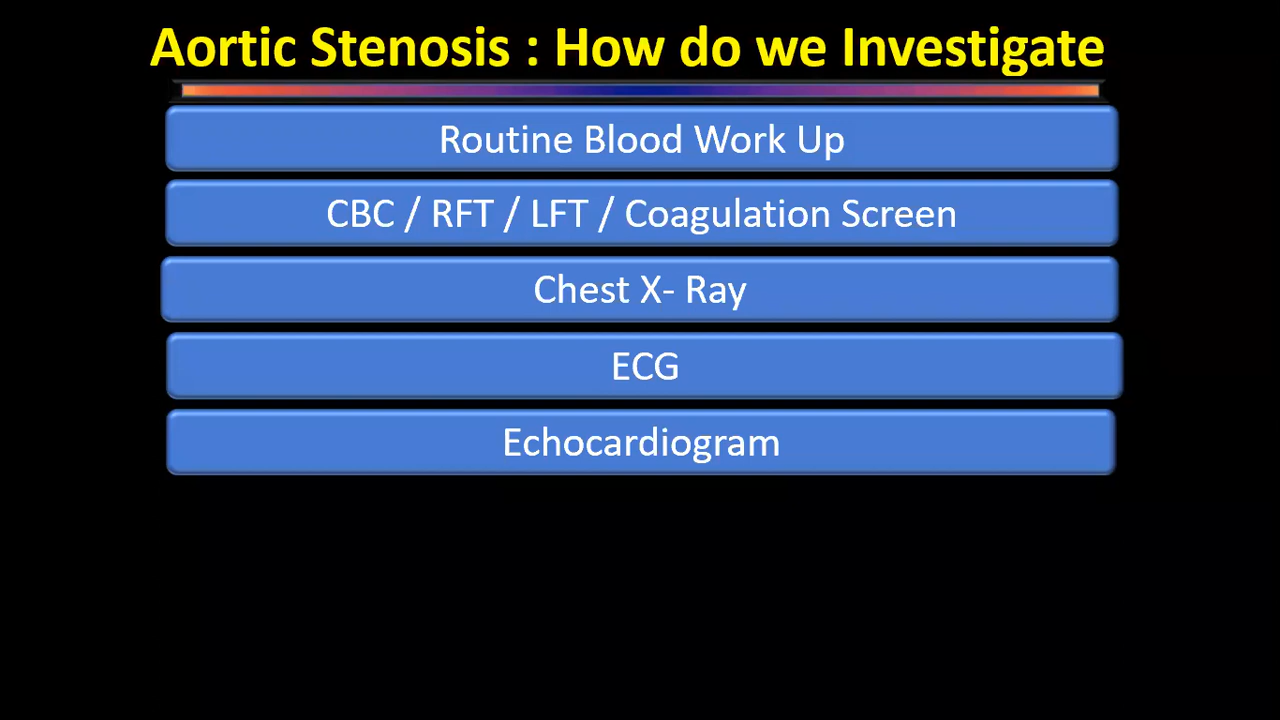 Aortic Stenosis : How do we Investigate
Routine Blood Work Up
CBC / RFT / LFT / Coagulation Screen
Chest X- Ray
ECG
Echocardiogram